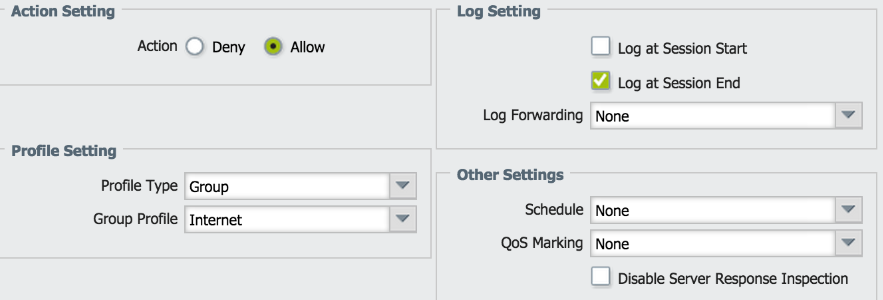 Action Setting
Action Deny Allow
Profile Setting
Profile Type Group
Group Profile Internet
Log Setting
Log at Session Start
Log at Session End
Log Forwarding None
Other Settings
Schedule None
QoS Marking None
Disable Server Response Inspection